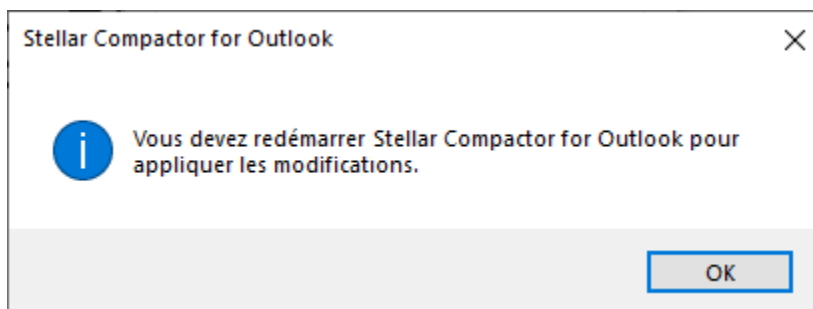 Stellar Compactor for Outlook
Vous devez redémarrer Stellar Compactor for Outlook pour
appliquer les modifications.
OK